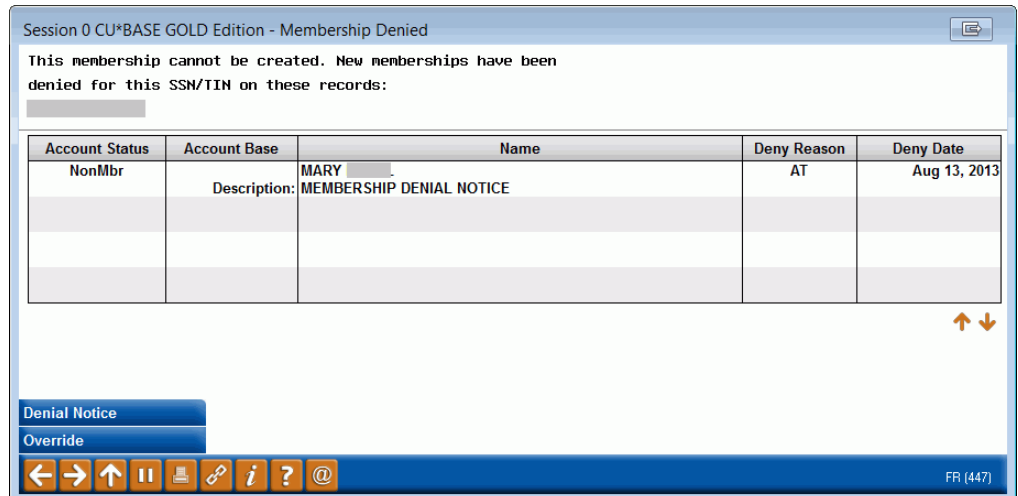 Session 0 CU*BASE GOLD Edition - Membership Denied
This membership cannot be created. New memberships have been
denied for this SSN/TIN on these records:
Account Status Account Base Name Deny Reason Deny Date
NonMbr MARY AT Aug 13, 2013
Description: MEMBERSHIP DENIAL NOTICE
Denial Notice
Override
i ? @ FR (447)